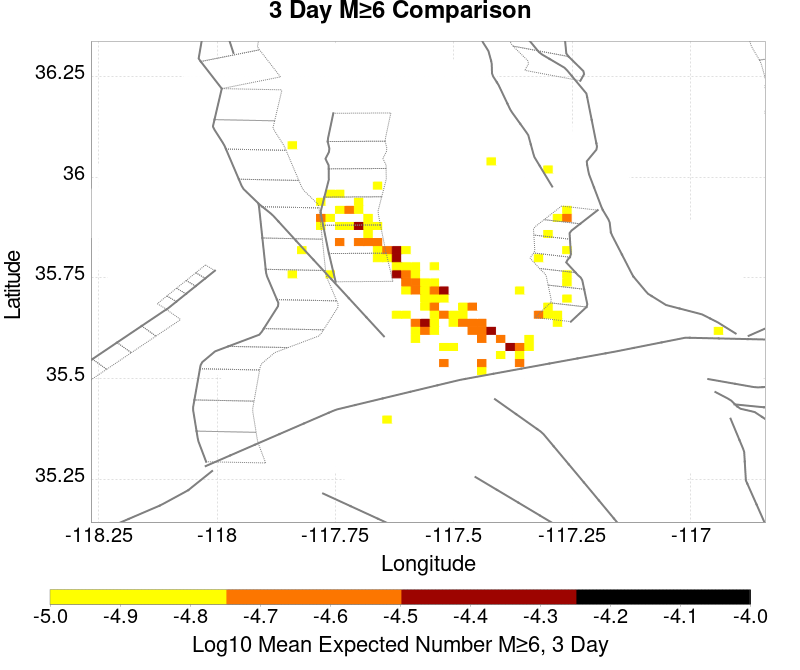 3 Day M≥6 Comparison
36.25
36
35.75
35.5
35.25
Latitude
-118.25 -118 -117.75 -117.5 -117.25 -117
Longitude
-5.0 -4.9 -4.8 -4.7 -4.6 -4.5 -4.4 -4.3 -4.2 -4.1 -4.0
Log10 Mean Expected Number M≥6, 3 Day